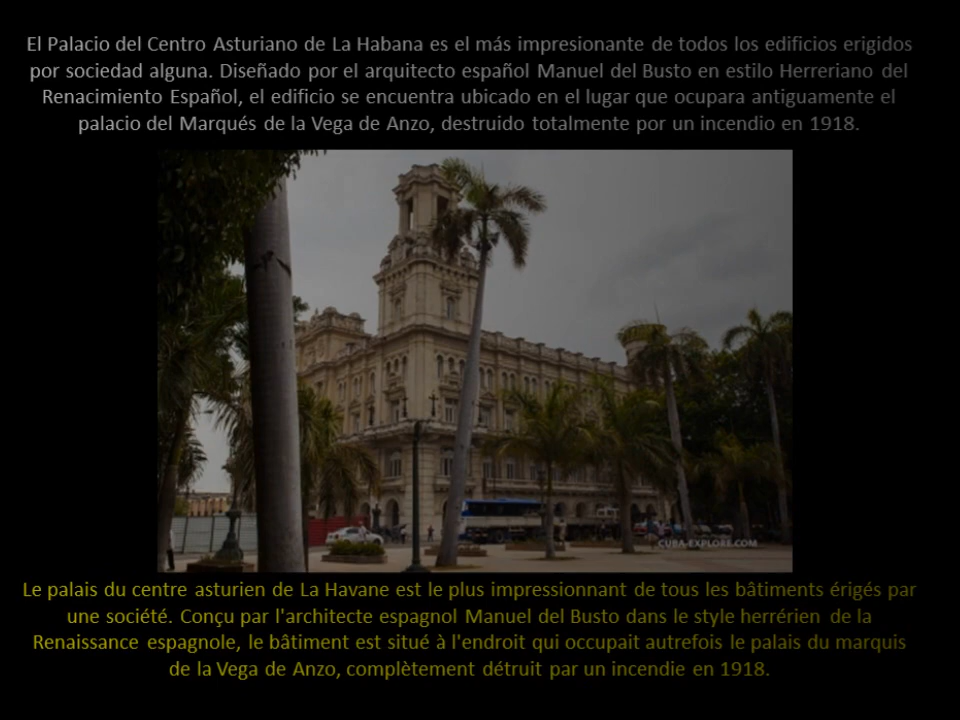 El Palacio del Centro Asturiano de La Habana es el más impresionante de todos los edificios erigidos
por sociedad alguna. Diseñado por el arquitecto español Manuel del Busto en estilo Herreriano del
Renacimiento Español, el edificio se encuentra ubicado en el lugar que ocupara antiguamente el
palacio del Marqués de la Vega de Anzo, destruido totalmente por un incendio en 1918.
CUBA-EXPLORE.COM
Le palais du centre asturien de La Havane est le plus impressionnant de tous les bâtiments érigés par
une société. Conçu par l'architecte espagnol Manuel del Busto dans le style herrérien de la
Renaissance espagnole, le bâtiment est situé à l'endroit qui occupait autrefois le palais du marquis
de la Vega de Anzo, complètement détruit par un incendie en 1918.